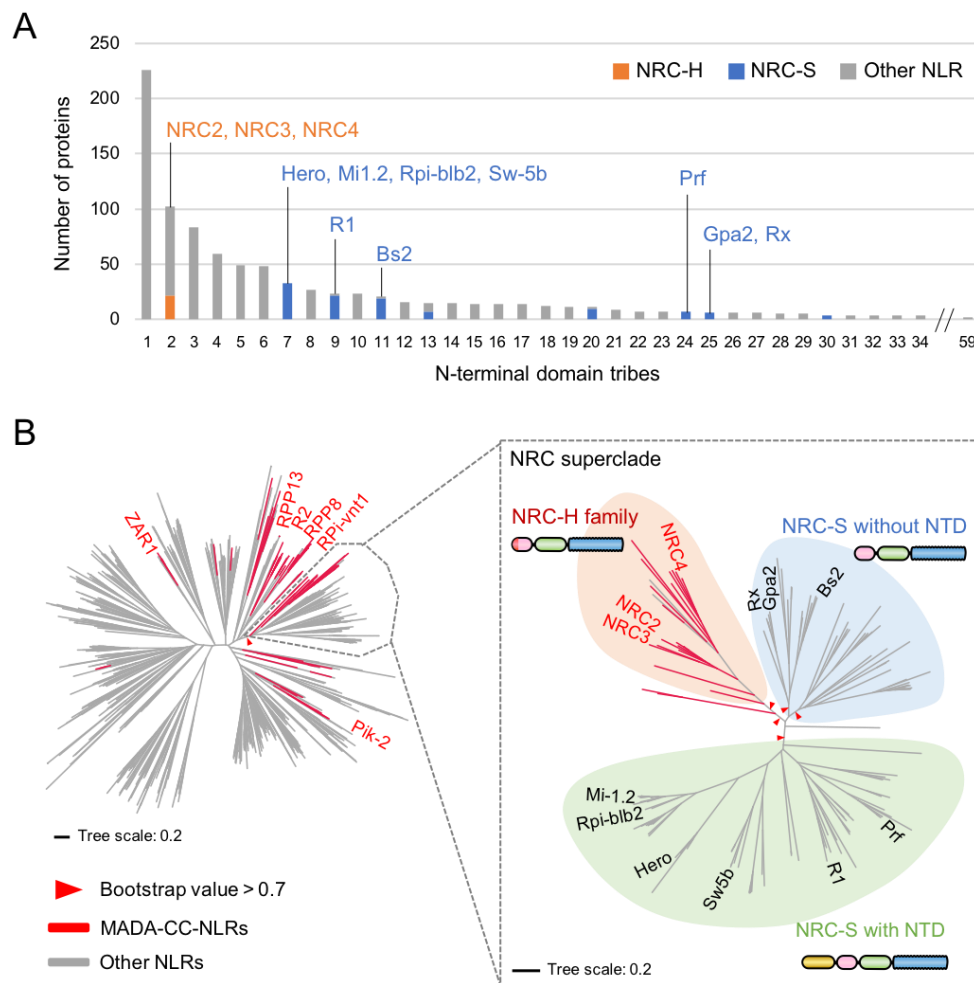 A
Number of proteins
250
200
150
100
50
0
NRC-H
NRC-S
Other NLR
NRC2, NRC3, NRC4
Hero, Mi1.2, Rpi-blb2, Sw-5b
R1
Bs2
Prf
Gpa2, Rx
1 2 3 4 5 6 7 8 9 10 11 12 13 14 15 16 17 18 19 20 21 22 23 24 25 26 27 28 29 30 31 32 33 34 // 59
N-terminal domain tribes
B
ZAR1
RPP13
R2
RPP8
RPi-vnt1
Pik-2
Tree scale: 0.2
Bootstrap value > 0.7
MADA-CC-NLRs
Other NLRs
NRC superclade
NRC-H family
NRC4
NRC2
NRC3
NRC-S without NTD
Rx
Gpa2
Bs2
Mi-1.2
Rpi-blb2
Hero
Sw5b
R1
Prf
NRC-S with NTD
Tree scale: 0.2